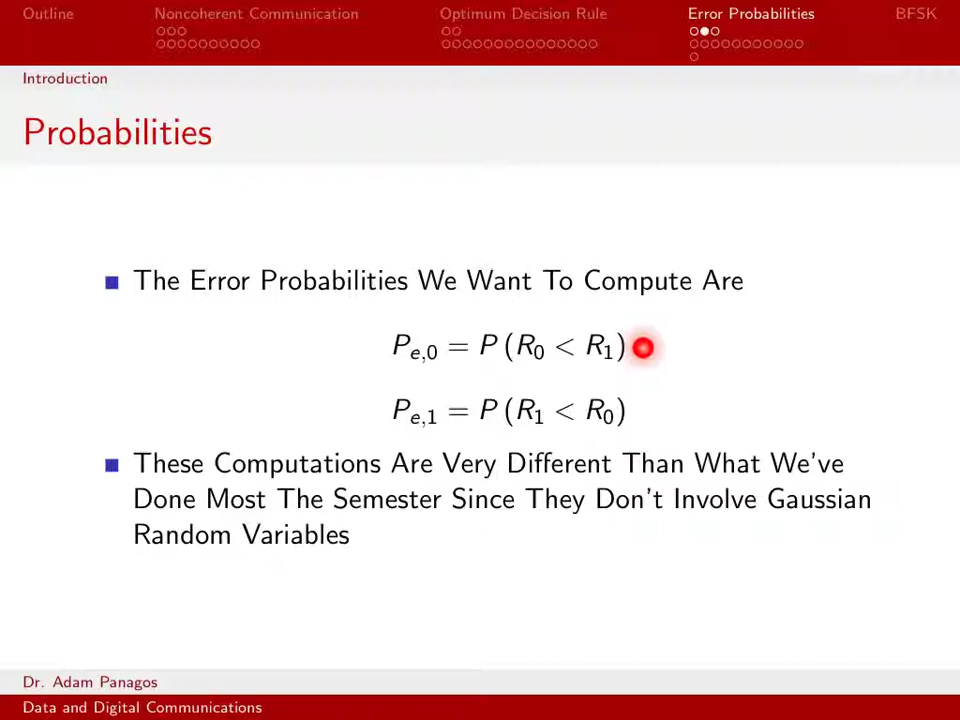 Outline Noncoherent Communication Optimum Decision Rule Error Probabilities BFSK
Introduction
Probabilities
The Error Probabilities We Want To Compute Are
P_{e,0} = P(R_0 < R_1)
P_{e,1} = P(R_1 < R_0)
These Computations Are Very Different Than What We've
Done Most The Semester Since They Don't Involve Gaussian
Random Variables
Dr. Adam Panagos
Data and Digital Communications